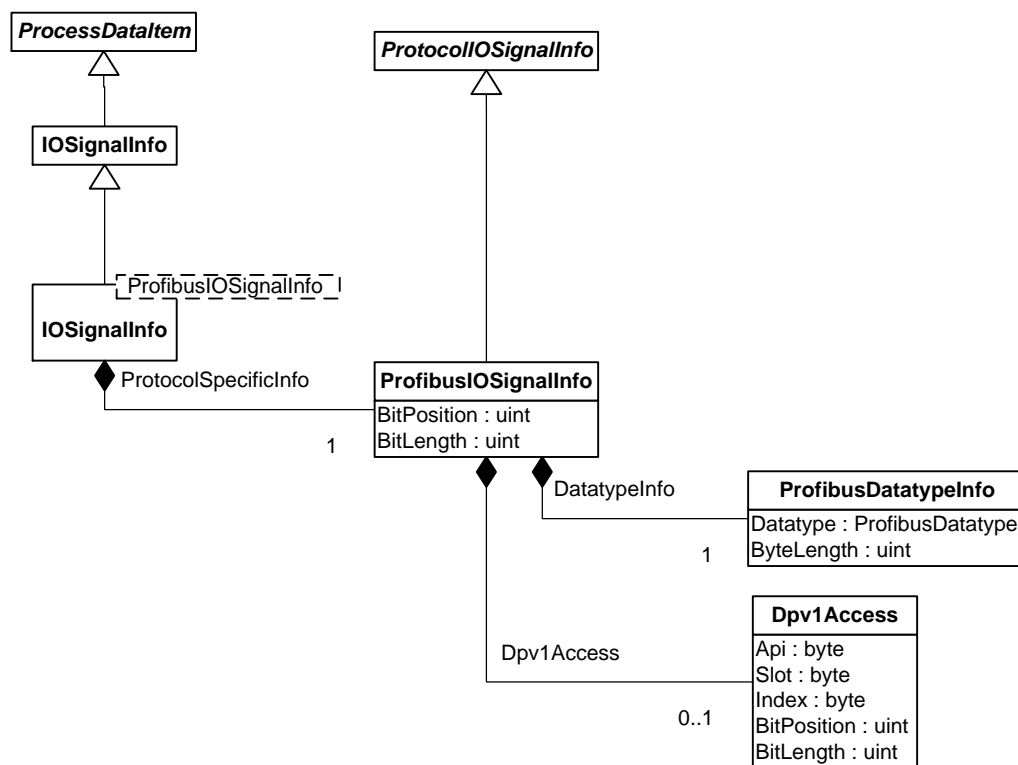 ProcessDataItem
ProtocolIOSignalInfo
IOSignalInfo
ProfibusIOSignalInfo
IOSignalInfo
ProtocolSpecificInfo
1
ProfibusIOSignalInfo
BitPosition : uint
BitLength : uint
DatatypeInfo
1
ProfibusDatatypeInfo
Datatype : ProfibusDatatype
ByteLength : uint
Dpv1Access
0..1
Dpv1Access
Api : byte
Slot : byte
Index : byte
BitPosition : uint
BitLength : uint